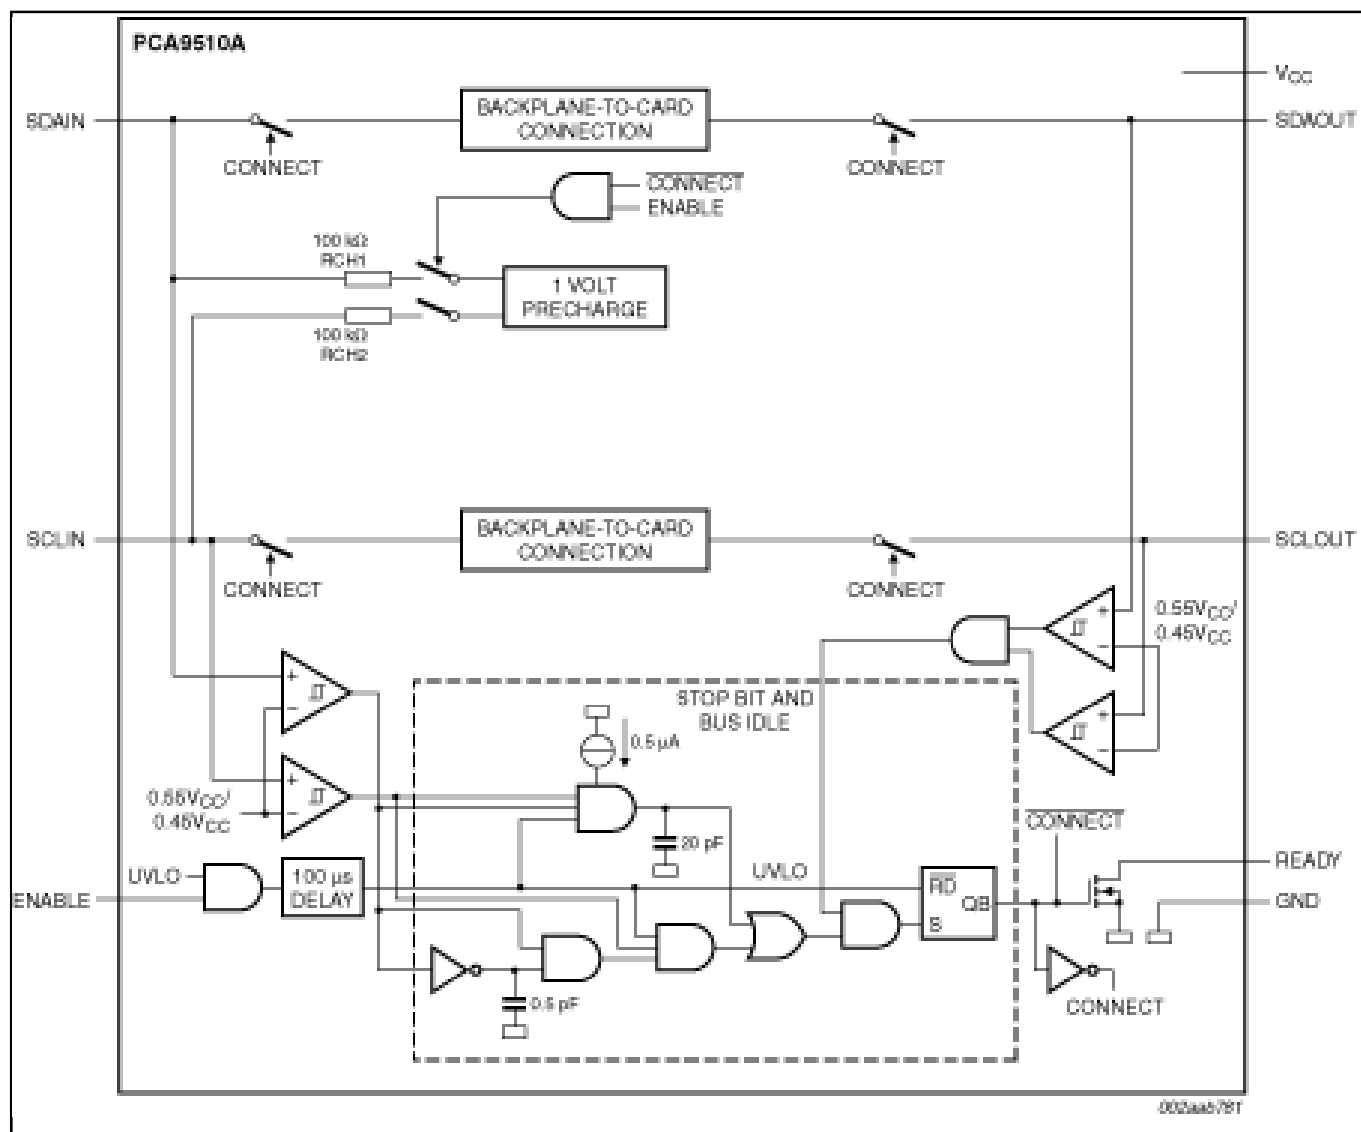 PCA9510A
VCC
SDAIN
BACKPLANE-TO-CARD
CONNECTION
SDAOUT
CONNECT
CONNECT
CONNECT
ENABLE
100 kΩ
RCH1
1 VOLT
PRECHARGE
100 kΩ
RCH2
SCLIN
BACKPLANE-TO-CARD
CONNECTION
SCLOUT
CONNECT
CONNECT
0.55VCC/
0.45VCC
+
−
+
−
STOP BIT AND
BUS IDLE
0.5 µA
+
−
+
−
0.55VCC/
0.45VCC
20 pF
CONNECT
UVLO
100 µs
DELAY
UVLO
RD
QB
S
READY
ENABLE
GND
0.5 pF
CONNECT
002aab781